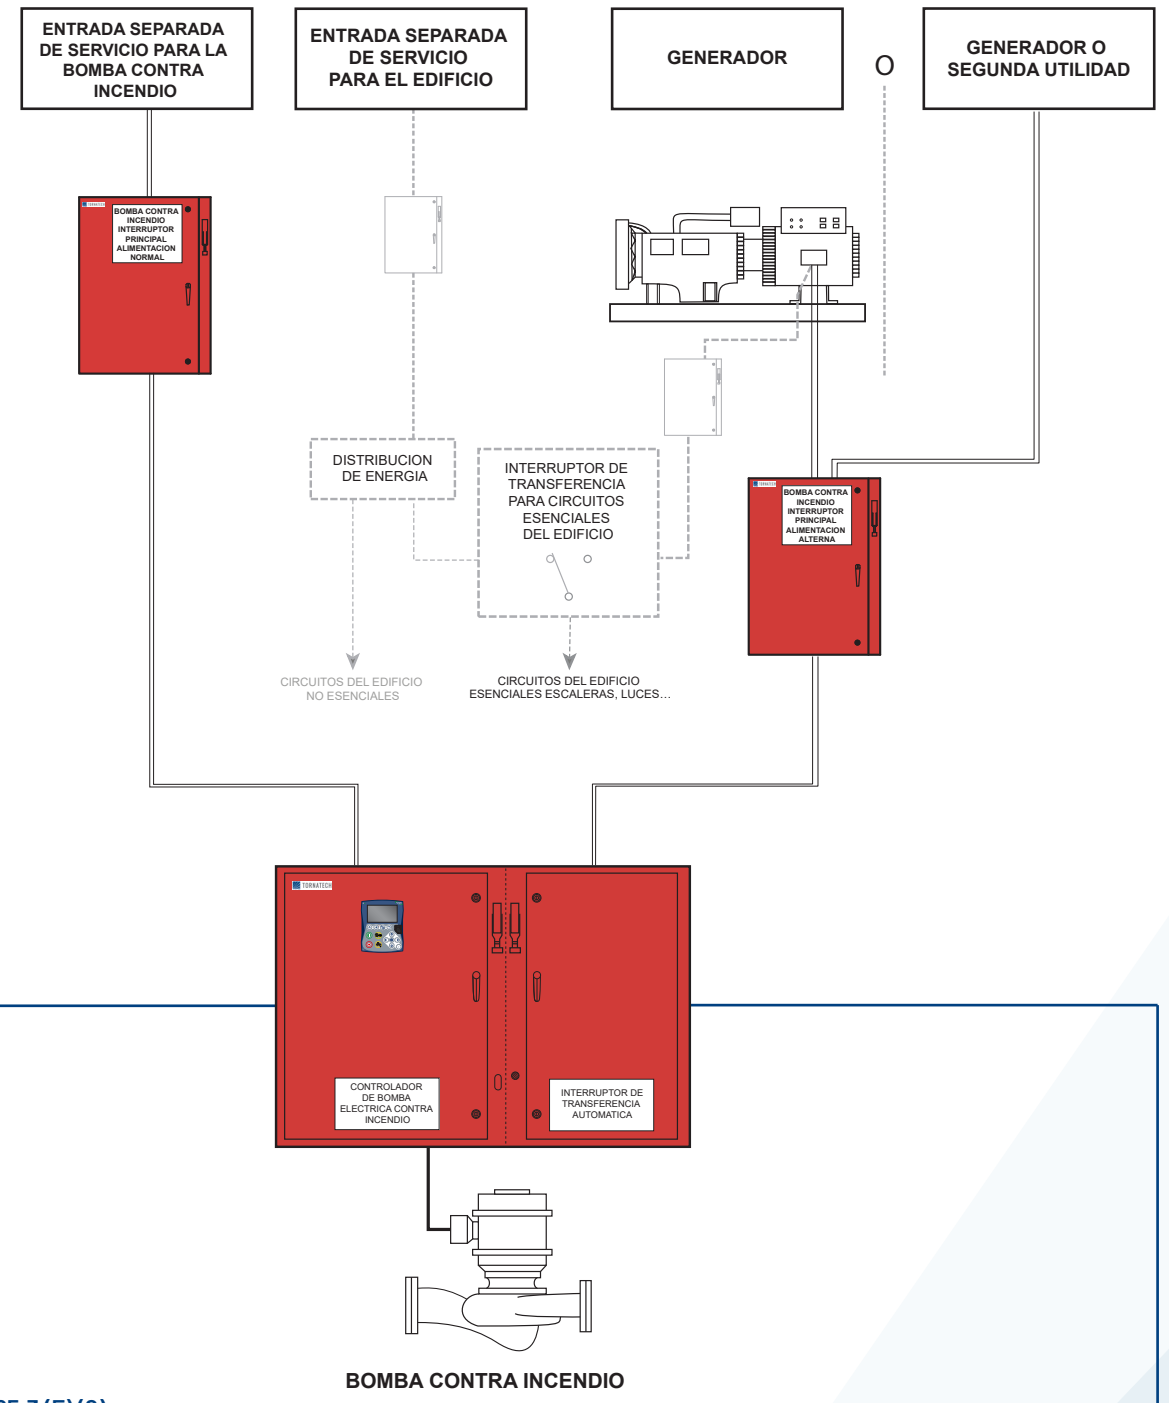 ENTRADA SEPARADA
DE SERVICIO PARA LA
BOMBA CONTRA
INCENDIO
ENTRADA SEPARADA
DE SERVICIO
PARA EL EDIFICIO
GENERADOR
O
GENERADOR O
SEGUNDA UTILIDAD
TORNATECH
BOMBA CONTRA
INCENDIO
INTERRUPTOR
PRINCIPAL
ALIMENTACION
NORMAL
DISTRIBUCION
DE ENERGIA
INTERRUPTOR DE
TRANSFERENCIA
PARA CIRCUITOS
ESENCIALES
DEL EDIFICIO
TORNATECH
BOMBA CONTRA
INCENDIO
INTERRUPTOR
PRINCIPAL
ALIMENTACION
ALTERNA
CIRCUITOS DEL EDIFICIO
NO ESENCIALES
CIRCUITOS DEL EDIFICIO
ESENCIALES ESCALERAS, LUCES…
TORNATECH
CONTROLADOR
DE BOMBA
ELECTRICA CONTRA
INCENDIO
INTERRUPTOR DE
TRANSFERENCIA
AUTOMATICA
BOMBA CONTRA INCENDIO